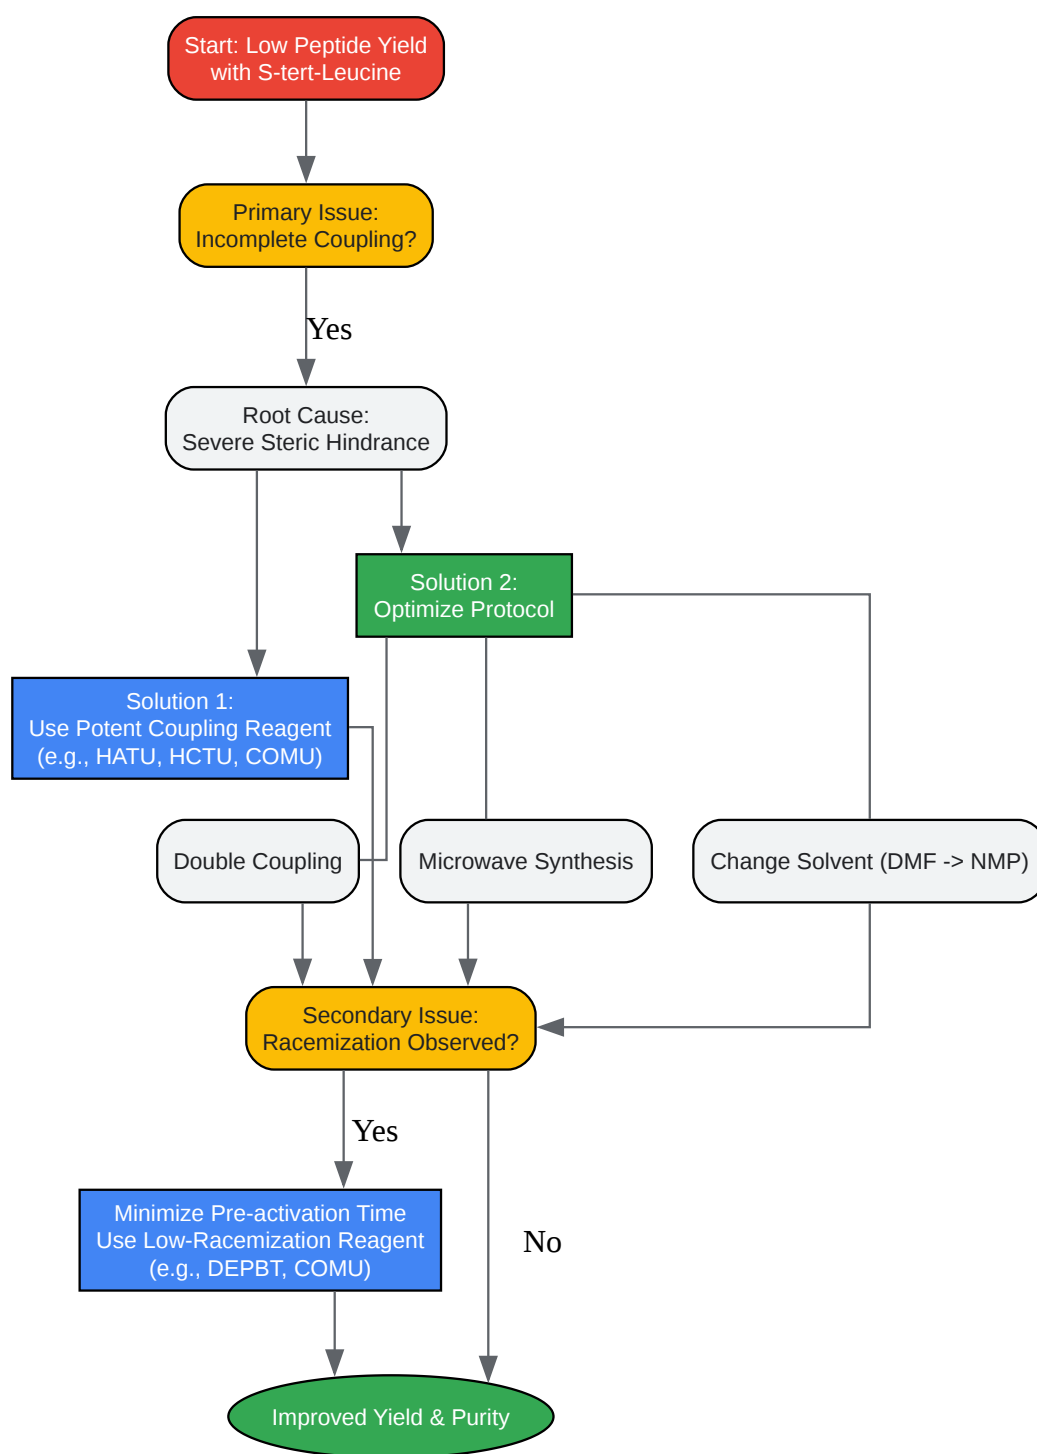 Start: Low Peptide Yield
with S-tert-Leucine
Primary Issue:
Incomplete Coupling?
Yes
Root Cause:
Severe Steric Hindrance
Solution 2:
Optimize Protocol
Solution 1:
Use Potent Coupling Reagent
(e.g., HATU, HCTU, COMU)
Double Coupling
Microwave Synthesis
Change Solvent (DMF -> NMP)
Secondary Issue:
Racemization Observed?
Yes
Minimize Pre-activation Time
Use Low-Racemization Reagent
(e.g., DEPBT, COMU)
No
Improved Yield & Purity